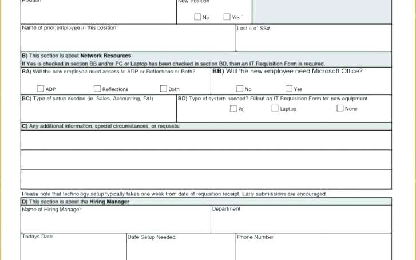 Position
New Position?
No Yes
Name of prior employee in this position:
Last 4 of SS#
B) This section is about Network Resources
If Yes is checked in section BB and/or PC or Laptop has been checked in section BD, then an IT Requisition Form is required.
BA) Will the new employee need access to ADP or Reflections or Both?
BB) Will the new employee need Microsoft Office?
ADP Reflections Both
No Yes
BC) Type of setup needed (ie. Sales, Accounting, Etc)
BD) Type of system needed? Fill out an IT Requisition Form for new equipment
PC Laptop None
C) Any additional information, special circumstances, or requests:
Please note that technology setup typically takes one week from date of requisition receipt. Early submissions are encouraged!
D) This section is about the Hiring Manager
Name of Hiring Manager:
Department
Todays Date
Date Setup Needed:
Phone Number